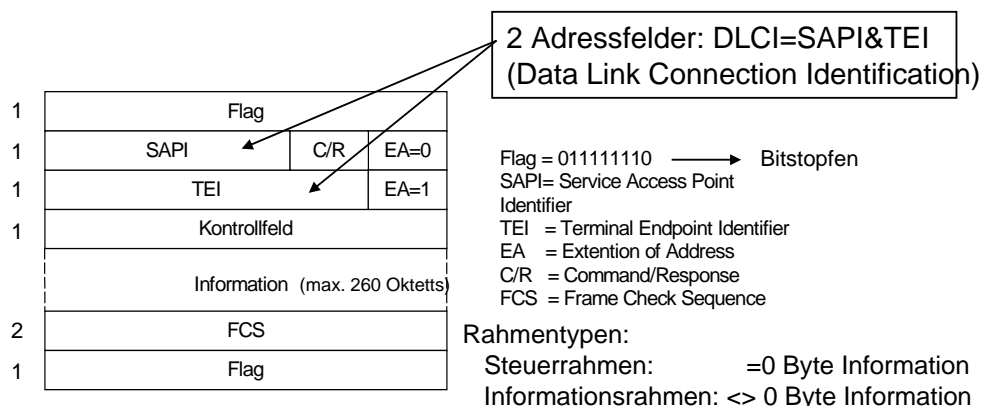 2 Adressfelder: DLCI=SAPI&TEI
(Data Link Connection Identification)
1 Flag
1 SAPI C/R EA=0
1 TEI EA=1
1 Kontrollfeld
Information (max. 260 Oktetts)
2 FCS
1 Flag
Flag = 011111110 Bitstopfen
SAPI= Service Access Point
Identifier
TEI = Terminal Endpoint Identifier
EA = Extention of Address
C/R = Command/Response
FCS = Frame Check Sequence
Rahmentypen:
Steuerrahmen: =0 Byte Information
Informationsrahmen: <> 0 Byte Information